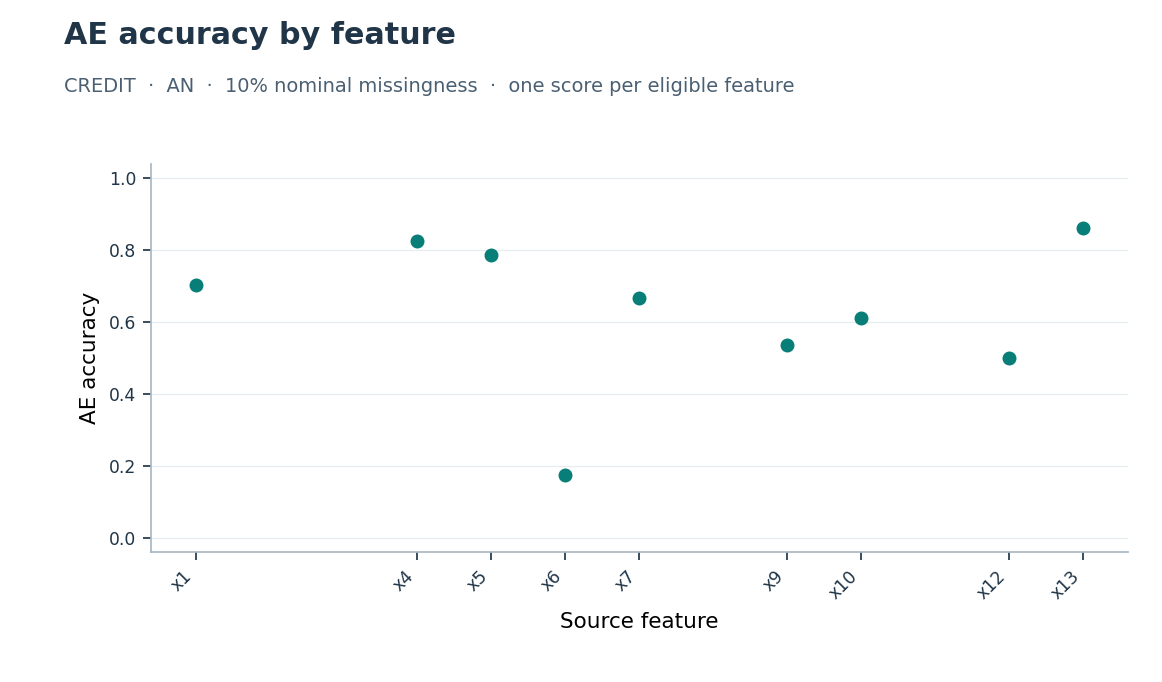 AE accuracy by feature
CREDIT · AN · 10% nominal missingness · one score per eligible feature
1.0
0.8
0.6
0.4
0.2
0.0
AE accuracy
x1
x4
x5
x6
x7
x9
x10
x12
x13
Source feature